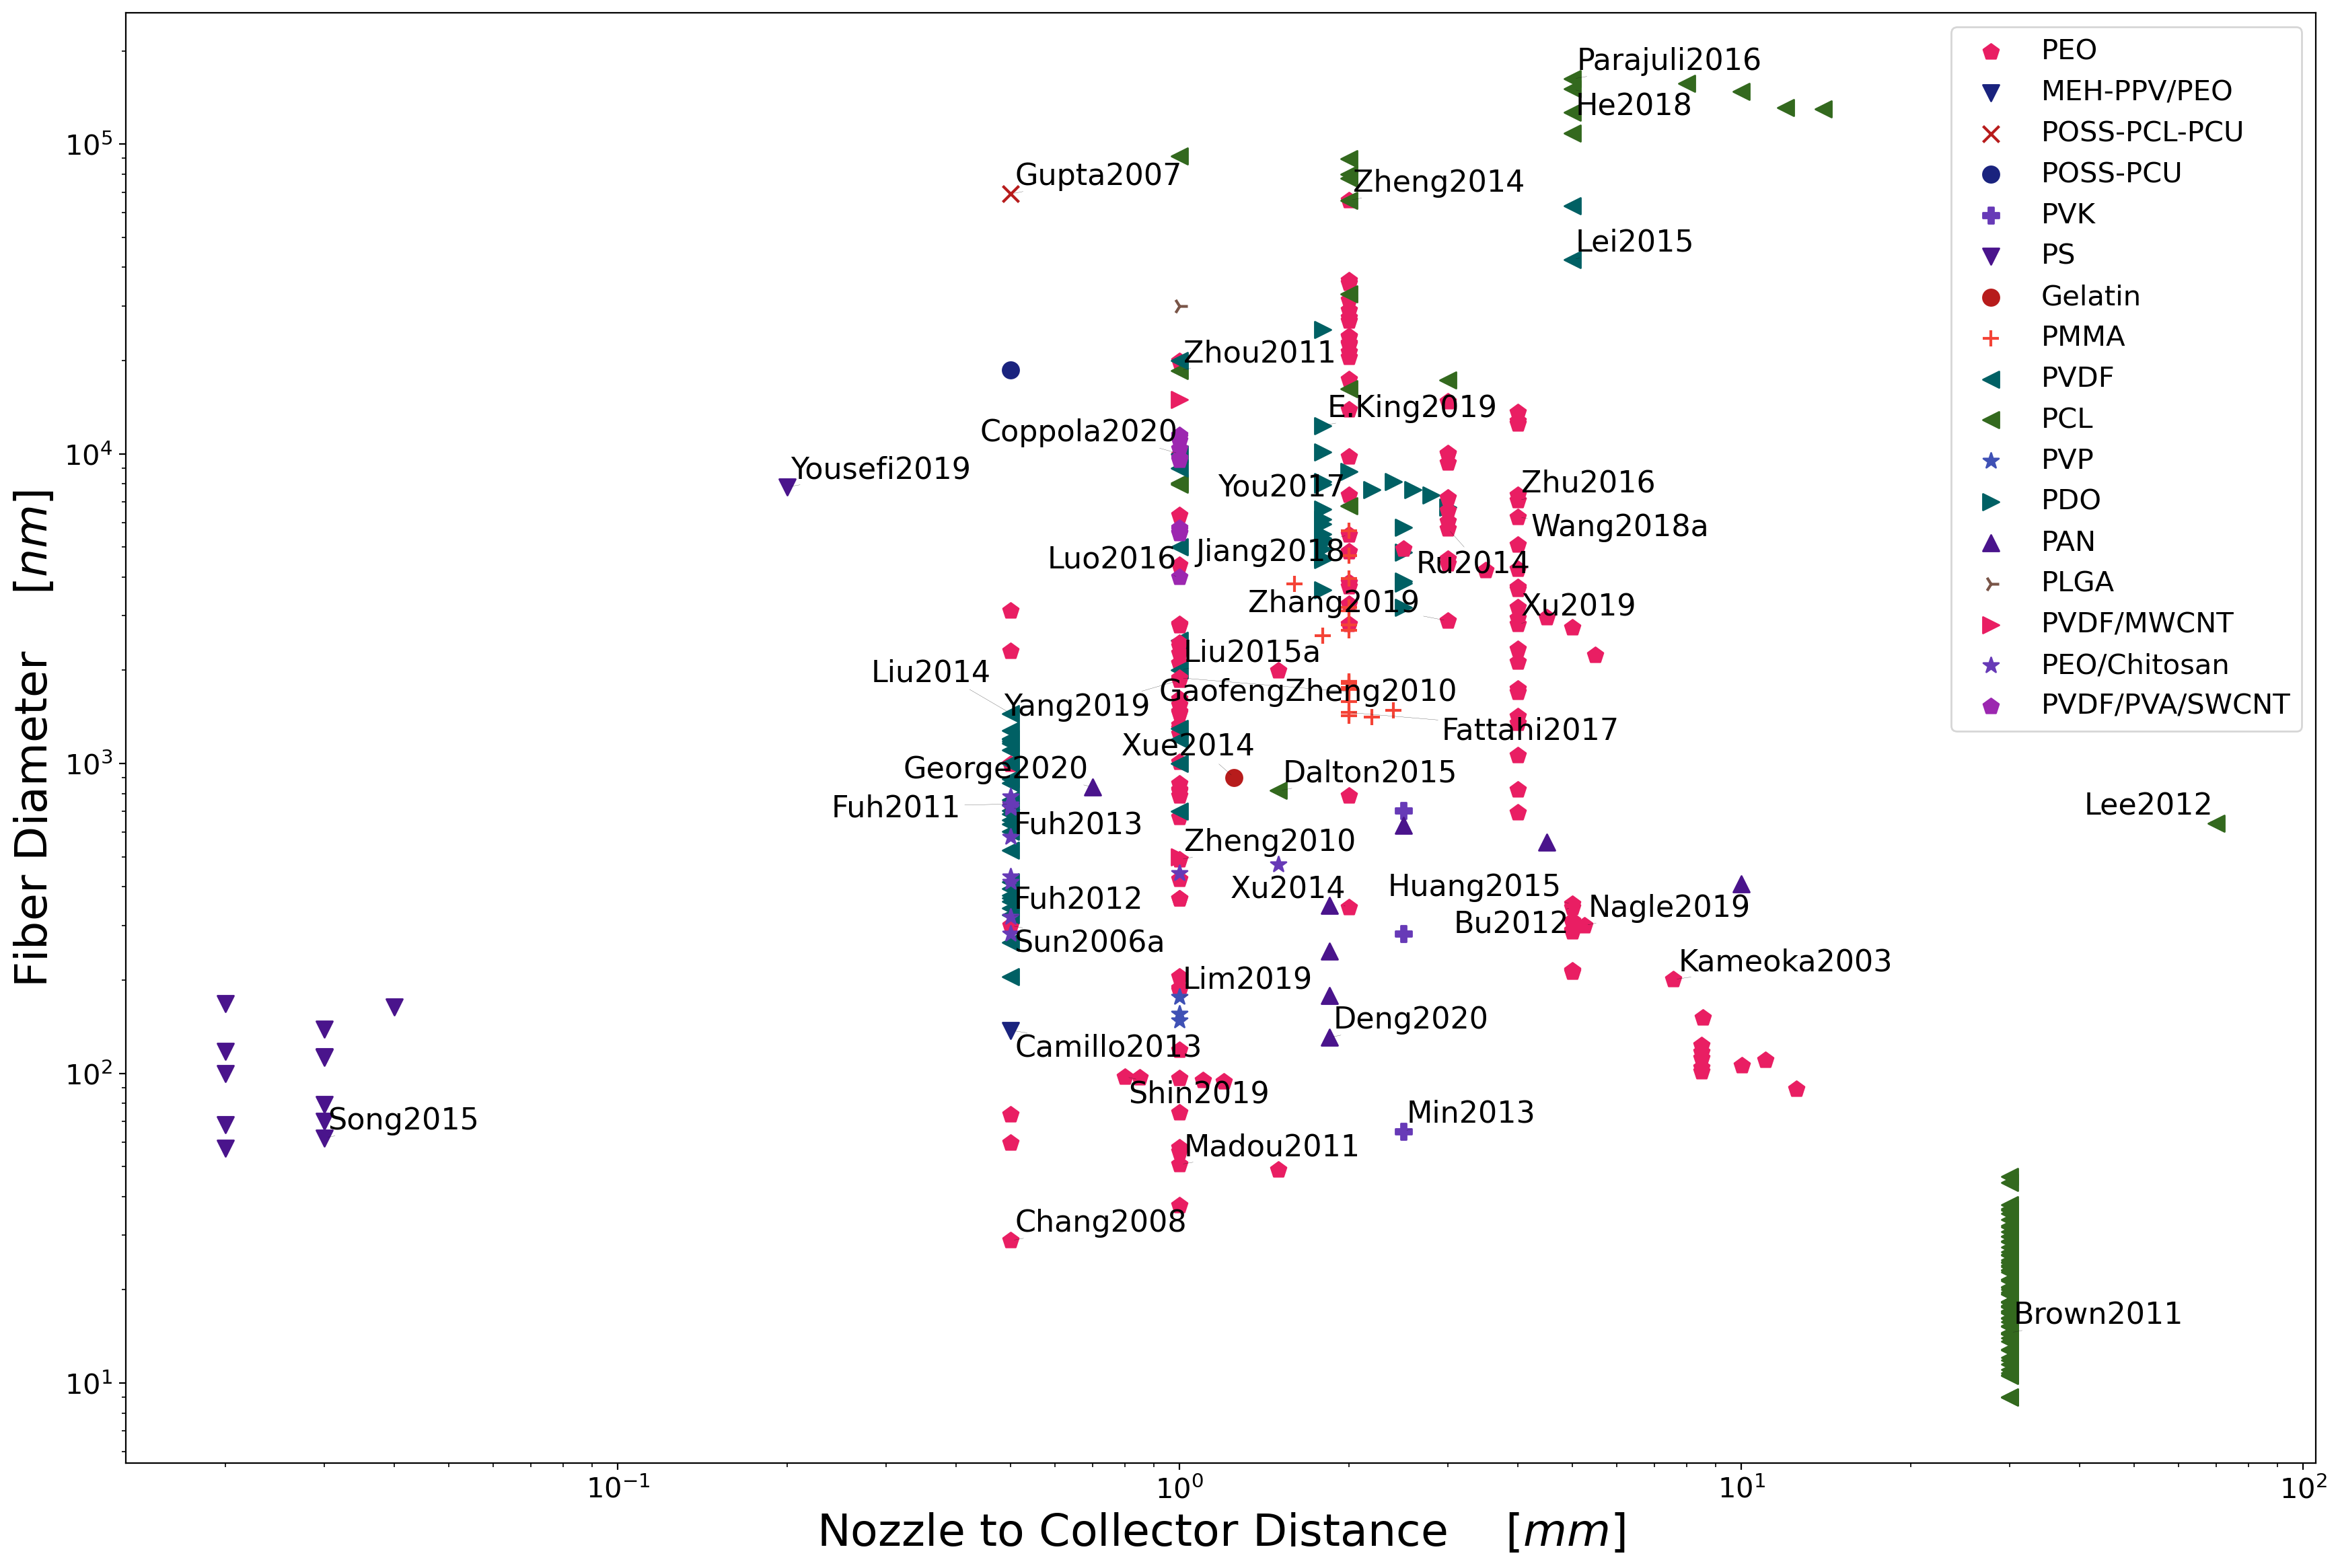 Fiber Diameter [nm]
10^5
10^4
10^3
10^2
10^1
Parajuli2016
He2018
Gupta2007
Zheng2014
Lei2015
Zhou2011
E.King2019
Coppola2020
Yousefi2019
You2017
Zhu2016
Wang2018a
Jiang2018
Luo2016
Ru2014
Zhang2019
Xu2019
Liu2015a
Liu2014
GaofengZheng2010
Yang2019
Fattahi2017
Xue2014
George2020
Dalton2015
Fuh2011
Lee2012
Fuh2013
Zheng2010
Xu2014
Huang2015
Fuh2012
Nagle2019
Bu2012
Sun2006a
Kameoka2003
Lim2019
Deng2020
Camillo2013
Shin2019
Song2015
Min2013
Madou2011
Chang2008
Brown2011
PEO
MEH-PPV/PEO
POSS-PCL-PCU
POSS-PCU
PVK
PS
Gelatin
PMMA
PVDF
PCL
PVP
PDO
PAN
PLGA
PVDF/MWCNT
PEO/Chitosan
PVDF/PVA/SWCNT
10^−1
10^0
10^1
10^2
Nozzle to Collector Distance [mm]